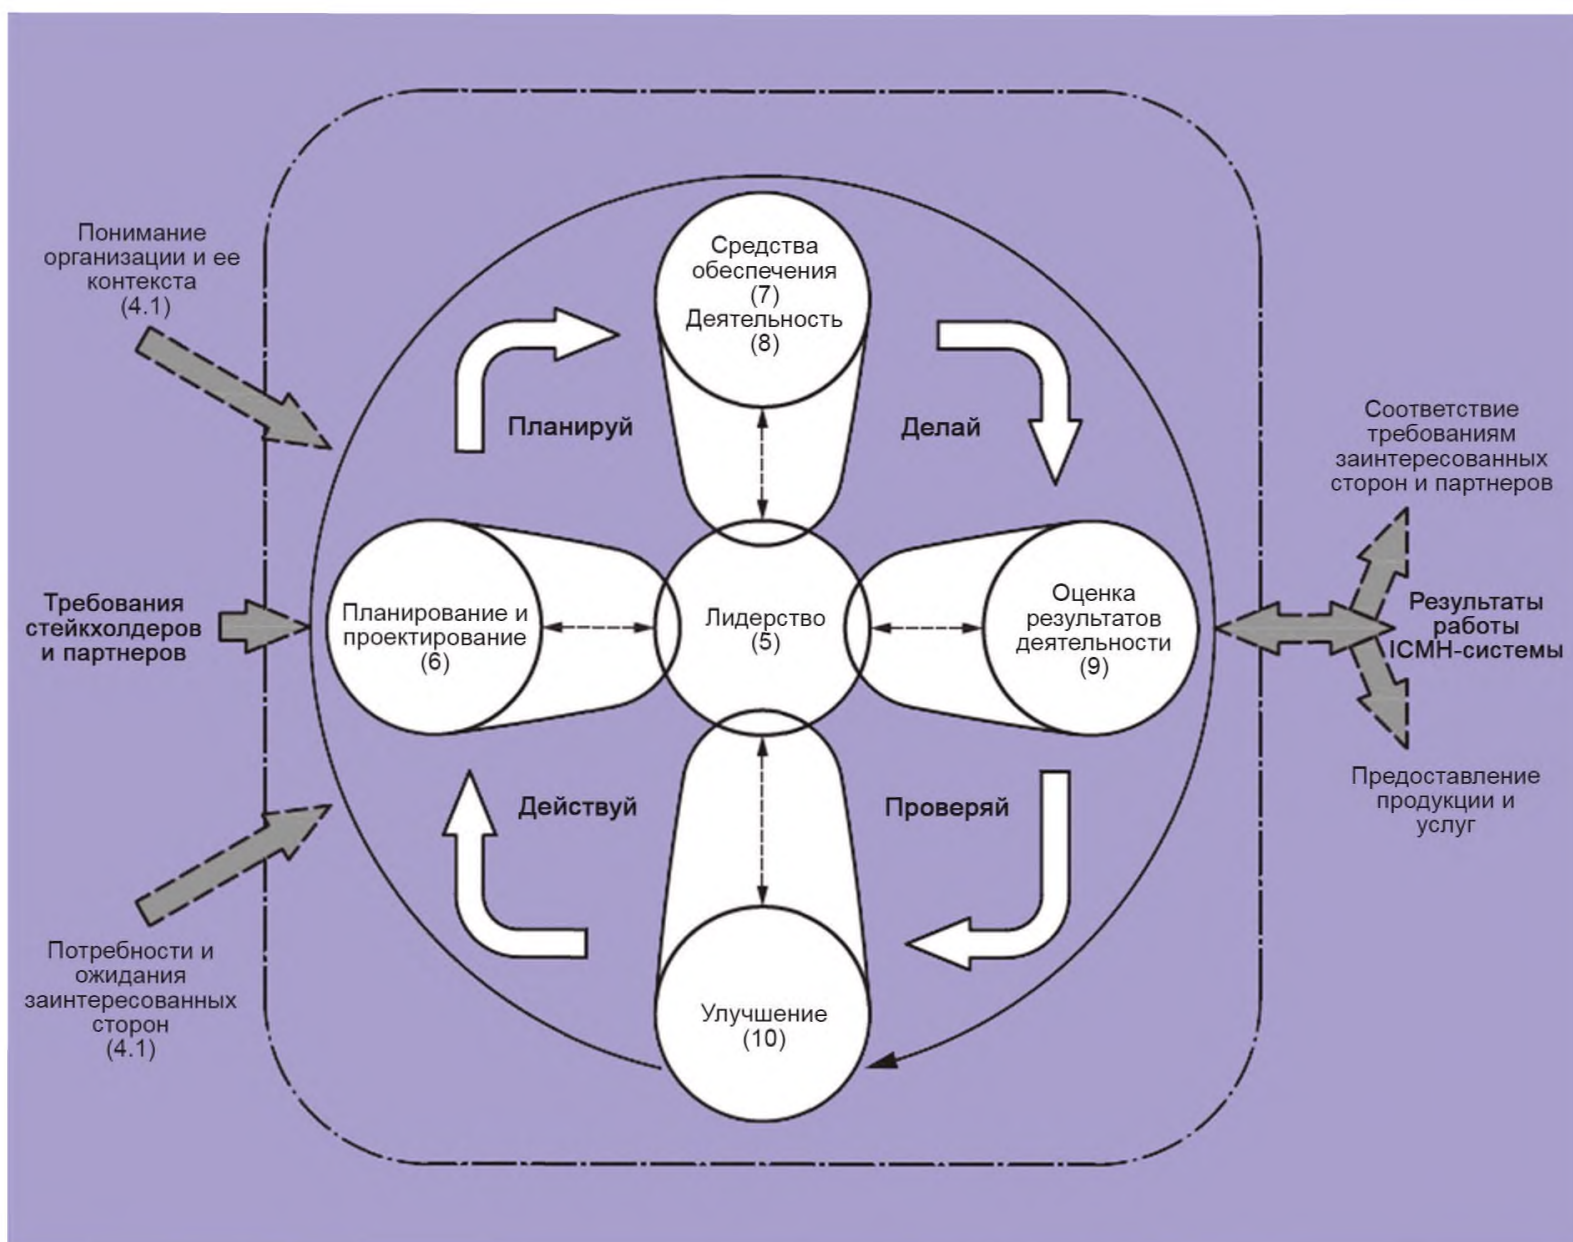 Понимание
организации и ее
контекста
(4.1)
Средства
обеспечения
(7)
Деятельность
(8)
Планируй
Делай
Соответствие
требованиям
заинтересованных
сторон и партнеров
Требования
стейкхолдеров
и партнеров
Планирование и
проектирование
(6)
Лидерство
(5)
Оценка
результатов
деятельности
(9)
Результаты
работы
ICMH-системы
Действуй
Проверяй
Предоставление
продукции и
услуг
Потребности и
ожидания
заинтересованных
сторон
(4.1)
Улучшение
(10)